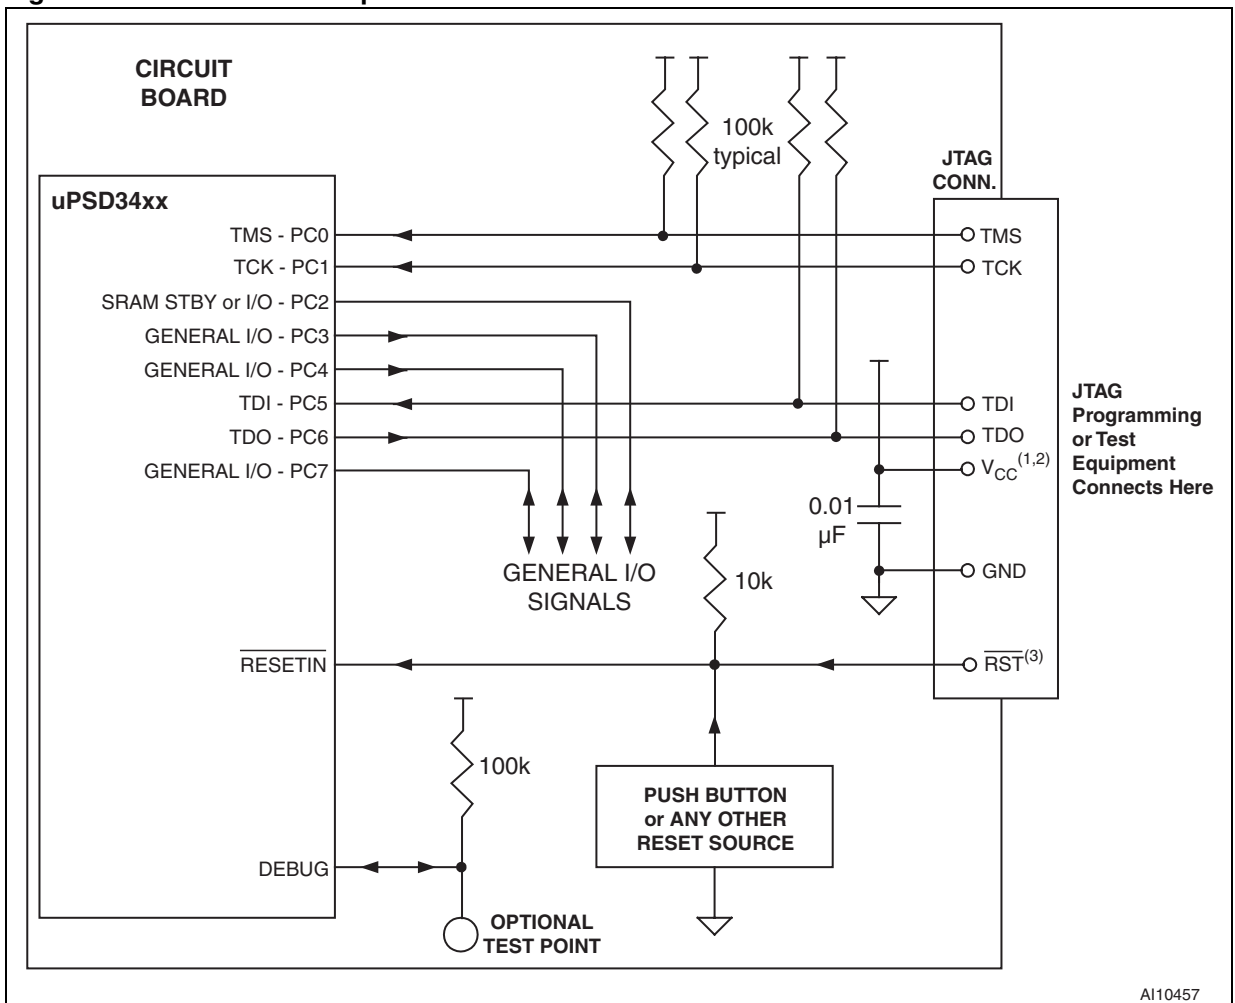 CIRCUIT
BOARD
100k
typical
JTAG
CONN.
uPSD34xx
TMS - PC0
TCK - PC1
SRAM STBY or I/O - PC2
GENERAL I/O - PC3
GENERAL I/O - PC4
TDI - PC5
TDO - PC6
GENERAL I/O - PC7
TMS
TCK
TDI
TDO
VCC(1,2)
GND
RST(3)
JTAG
Programming
or Test
Equipment
Connects Here
0.01
µF
GENERAL I/O
SIGNALS
10k
RESETIN
100k
PUSH BUTTON
or ANY OTHER
RESET SOURCE
DEBUG
OPTIONAL
TEST POINT
AI10457